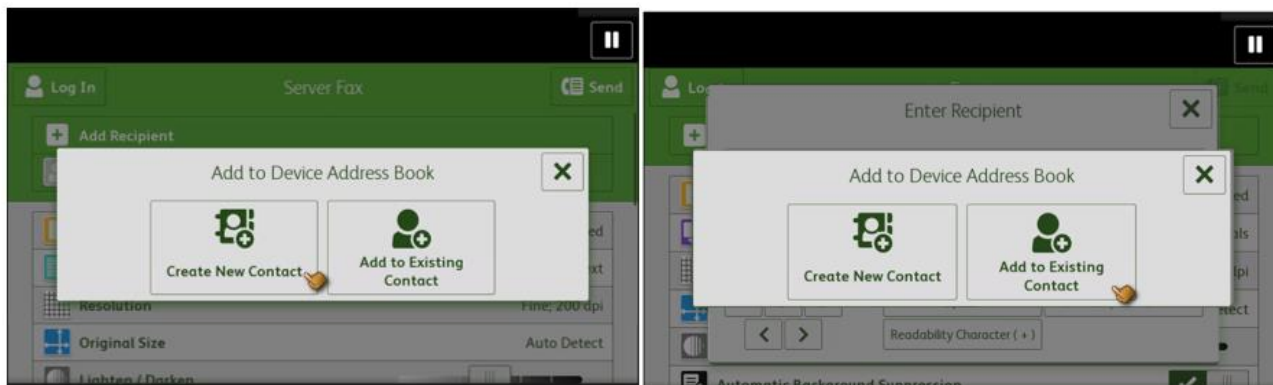 Log In
Server Fax
Send
Add Recipient
Add to Device Address Book
Create New Contact
Add to Existing
Contact
Resolution
Fine; 200 dpi
Original Size
Auto Detect
Lighten / Darken
Enter Recipient
Send
Add to Device Address Book
Create New Contact
Add to Existing
Contact
Readability Character ( + )
Automatic Background Suppression